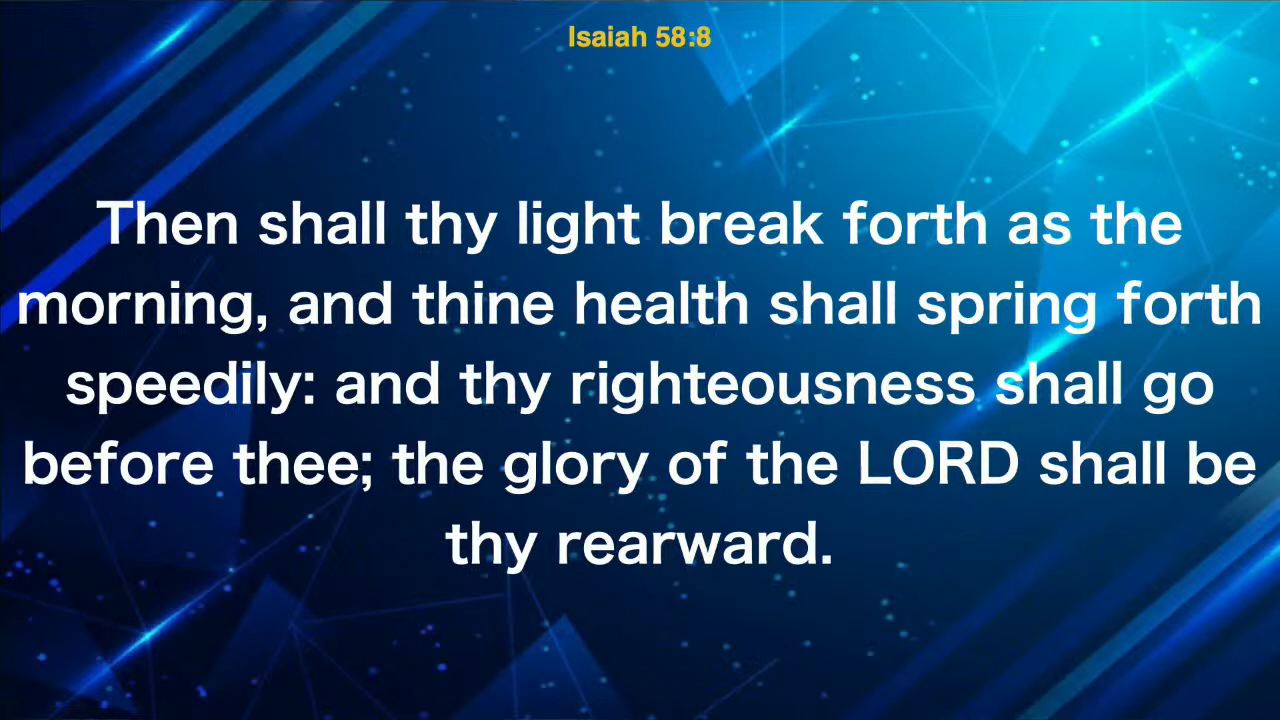 Isaiah 58:8
Then shall thy light break forth as the
morning, and thine health shall spring forth
speedily: and thy righteousness shall go
before thee; the glory of the LORD shall be
thy rearward.